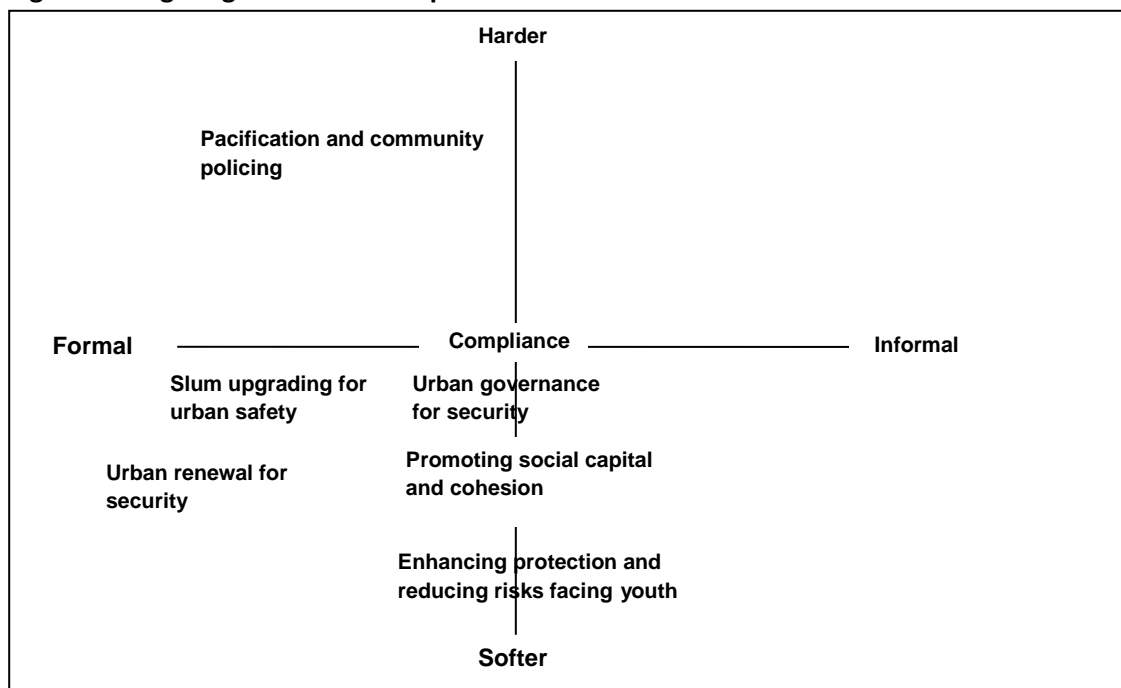 Harder
Pacification and community
policing
Formal
Compliance
Informal
Slum upgrading for
urban safety
Urban governance
for security
Urban renewal for
security
Promoting social capital
and cohesion
Enhancing protection and
reducing risks facing youth
Softer